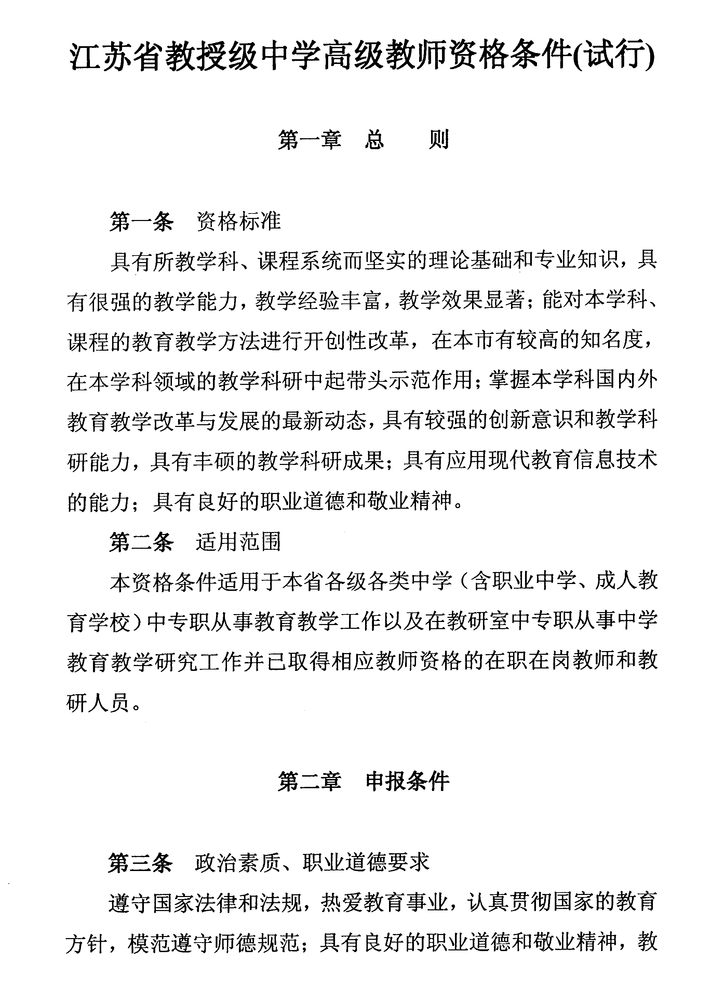 江苏省教授级中学高级教师资格条件(试行)
第一章 总 则
第一条 资格标准
具有所教学科、课程系统而坚实的理论基础和专业知识，具
有很强的教学能力，教学经验丰富，教学效果显著；能对本学科、
课程的教育教学方法进行开创性改革，在本市有较高的知名度，
在本学科领域的教学科研中起带头示范作用；掌握本学科国内外
教育教学改革与发展的最新动态，具有较强的创新意识和教学科
研能力，具有丰硕的教学科研成果；具有应用现代教育信息技术
的能力；具有良好的职业道德和敬业精神。
第二条 适用范围
本资格条件适用于本省各级各类中学（含职业中学、成人教
育学校）中专职从事教育教学工作以及在教研室中专职从事中学
教育教学研究工作并已取得相应教师资格的在职在岗教师和教
研人员。
第二章 申报条件
第三条 政治素质、职业道德要求
遵守国家法律和法规，热爱教育事业，认真贯彻国家的教育
方针，模范遵守师德规范；具有良好的职业道德和敬业精神，教